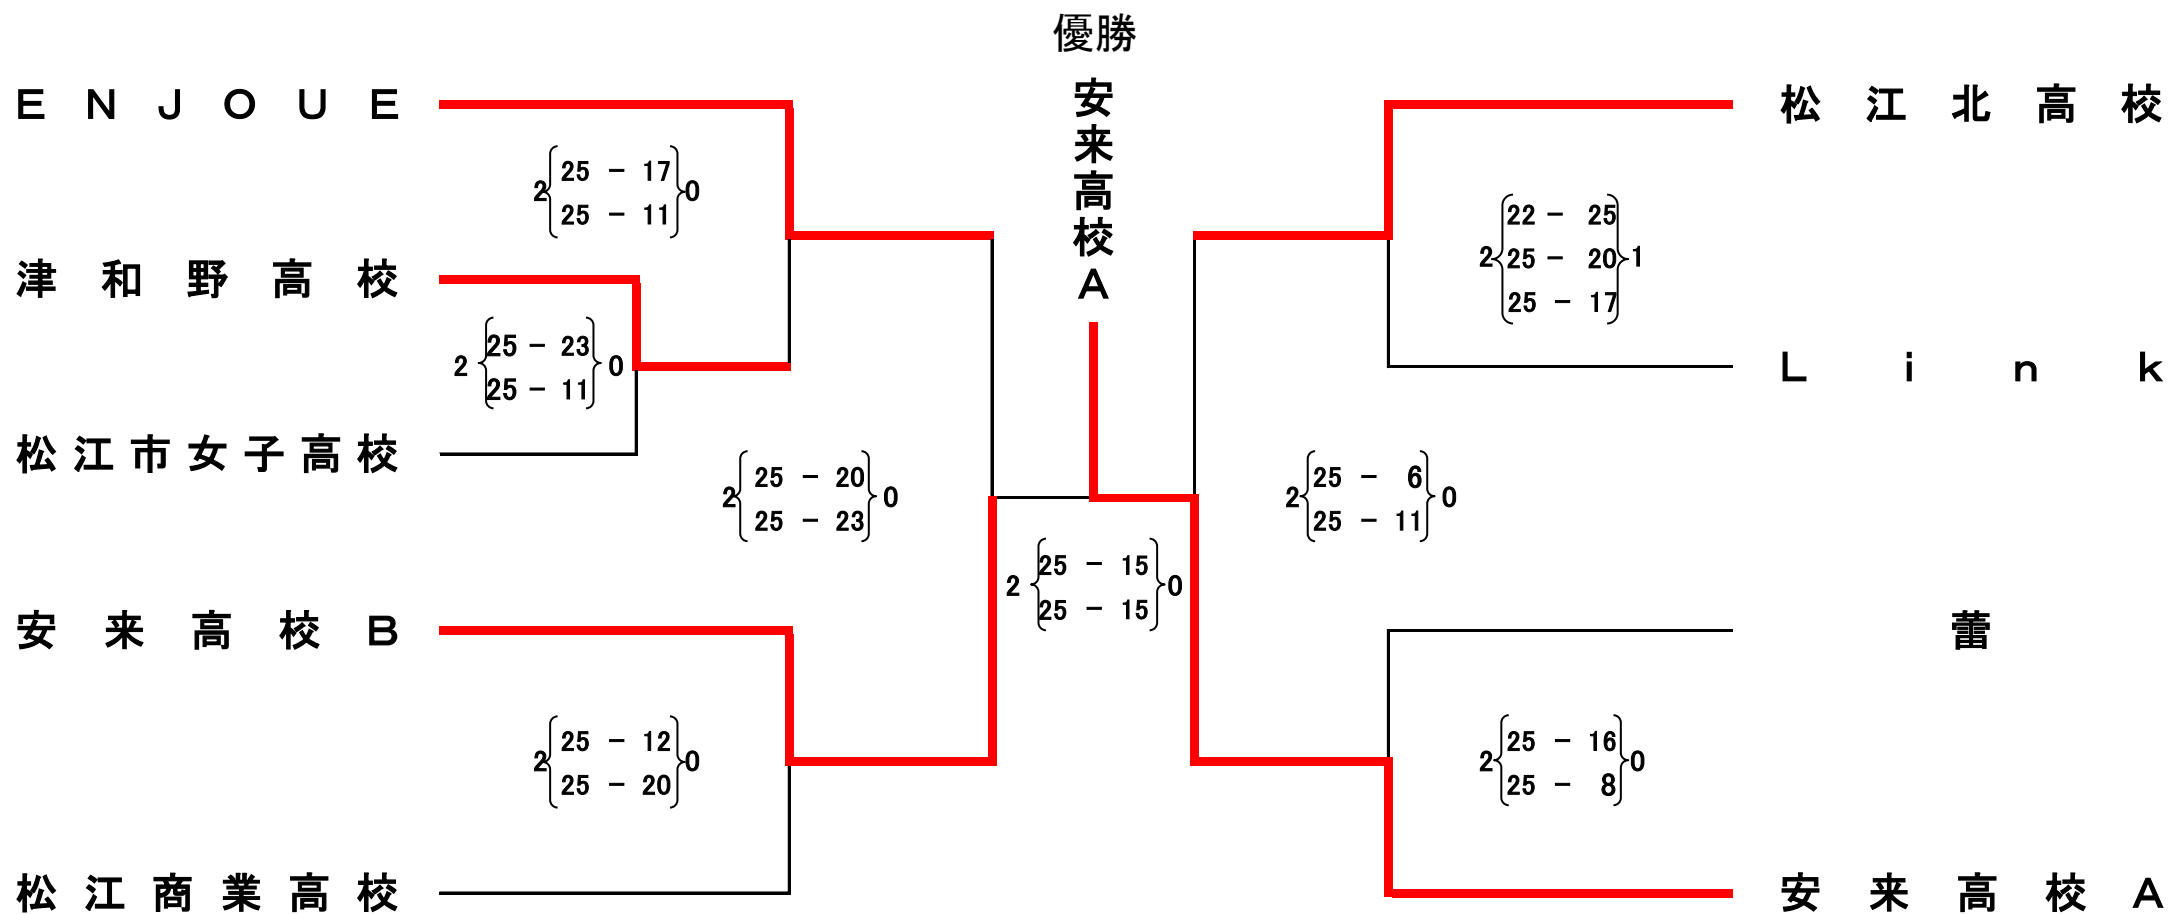 優勝
安来高校A
ENJOUE
松江北高校
2 25 - 17 0
25 - 11
22 - 25
2 25 - 20 1
25 - 17
津和野高校
2 25 - 23 0
25 - 11
Link
松江市女子高校
2 25 - 20 0
25 - 23
2 25 - 6 0
25 - 11
2 25 - 15 0
25 - 15
安来高校B
蕾
2 25 - 12 0
25 - 20
2 25 - 16 0
25 - 8
松江商業高校
安来高校A